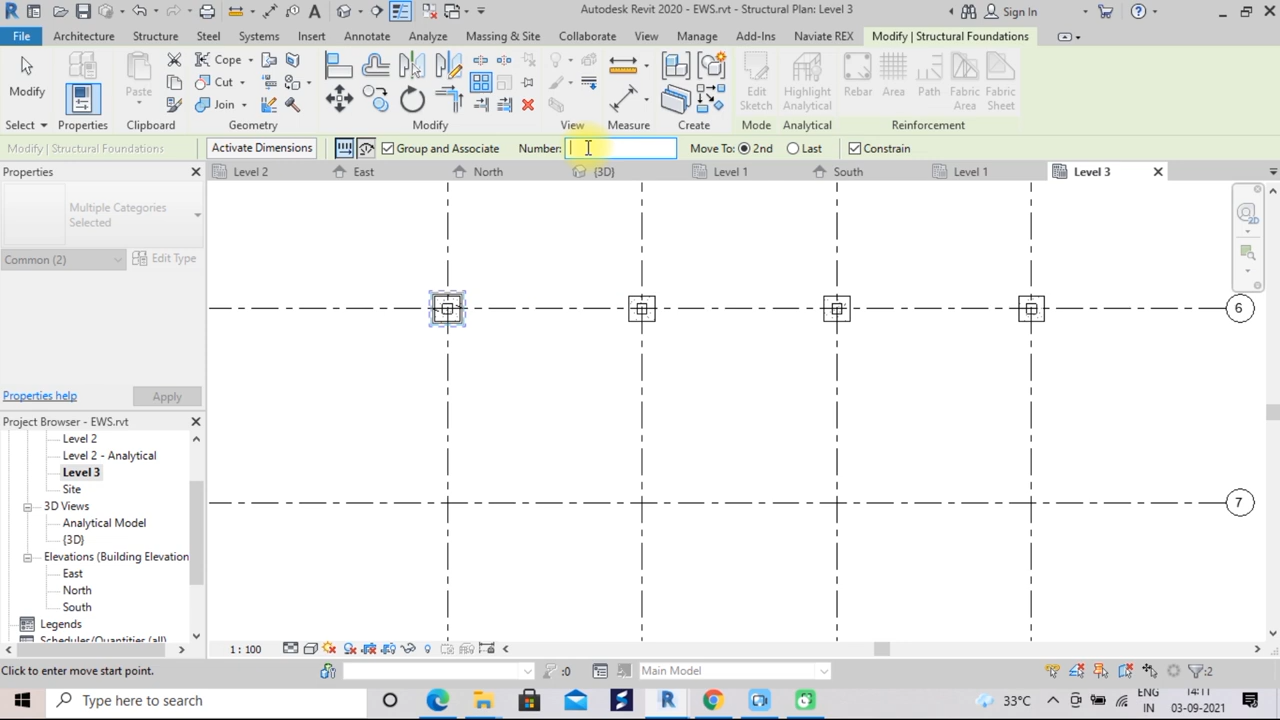 Autodesk Revit 2020 - EWS.rvt - Structural Plan: Level 3
Sign In
File Architecture Structure Steel Systems Insert Annotate Analyze Massing & Site Collaborate View Manage Add-Ins Naviate REX Modify | Structural Foundations
Modify Paste Cope Cut Join Edit Sketch Highlight Analytical Rebar Area Path Fabric Area Fabric Sheet
Select Properties Clipboard Geometry Modify View Measure Create Mode Analytical Reinforcement
Modify | Structural Foundations Activate Dimensions Group and Associate Number: Move To: 2nd Last Constrain
Properties Level 2 East North {3D} Level 1 South Level 1 Level 3
2D
Multiple Categories
Selected
Common (2) Edit Type
6
Properties help Apply
Project Browser - EWS.rvt
Level 2
Level 2 - Analytical
Level 3
Site
7
3D Views
Analytical Model
{3D}
Elevations (Building Elevation
East
North
South
Legends
Schedules/Quantities (all)
1 : 100
Click to enter move start point. :0 Main Model :2
Type here to search 33°C ENG IN 14:11 03-09-2021